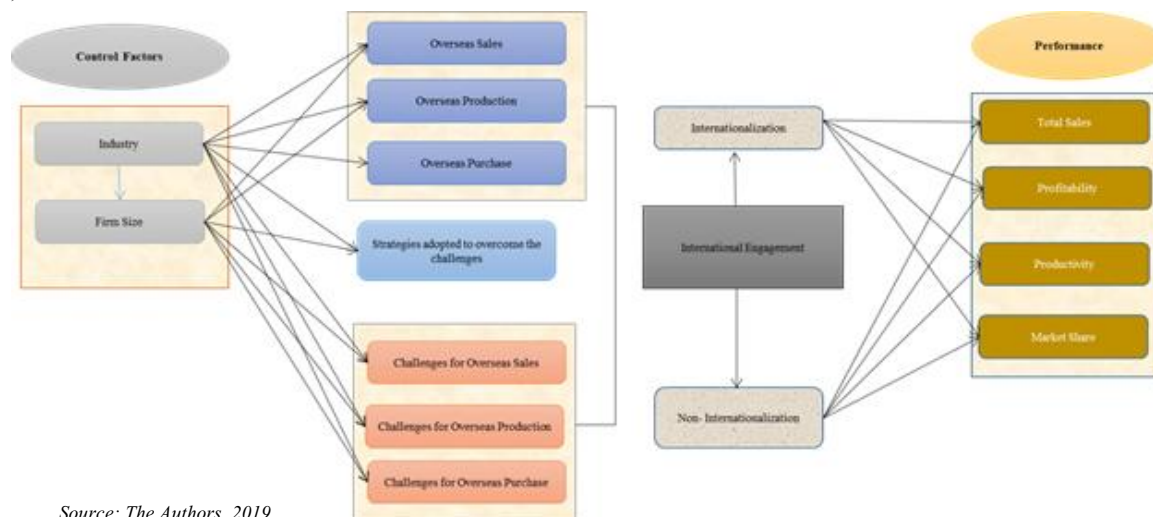 Control Factors
Industry
Firm Size
Overseas Sales
Overseas Production
Overseas Purchase
Strategies adopted to overcome the
challenges
Challenges for Overseas Sales
Challenges for Overseas Production
Challenges for Overseas Purchase
Internationalization
International Engagement
Non- Internationalization
Performance
Total Sales
Profitability
Productivity
Market Share
Source: The Authors, 2019